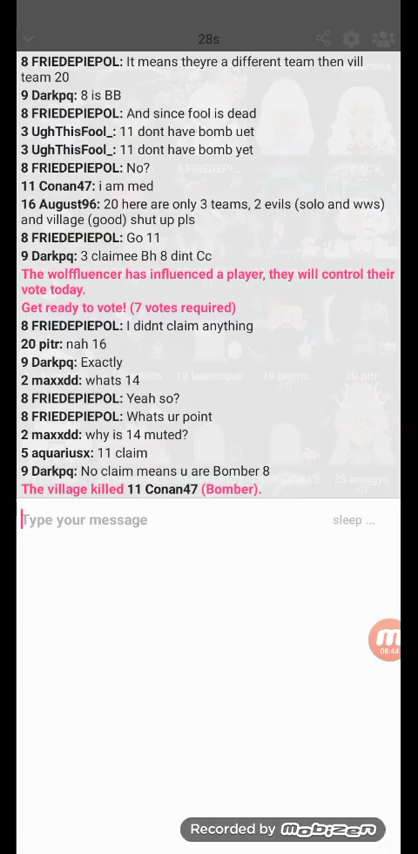 28s
8 FRIEDEPIEPOL: It means theyre a different team then vill
team 20
9 Darkpq: 8 is BB
8 FRIEDEPIEPOL: And since fool is dead
3 UghThisFool_: 11 dont have bomb uet
3 UghThisFool_: 11 dont have bomb yet
8 FRIEDEPIEPOL: No?
11 Conan47: i am med
16 August96: 20 here are only 3 teams, 2 evils (solo and wws)
and village (good) shut up pls
8 FRIEDEPIEPOL: Go 11
9 Darkpq: 3 claimee Bh 8 dint Cc
The wolffluencer has influenced a player, they will control their
vote today.
Get ready to vote! (7 votes required)
8 FRIEDEPIEPOL: I didnt claim anything
20 pitr: nah 16
9 Darkpq: Exactly
2 maxxdd: whats 14
8 FRIEDEPIEPOL: Yeah so?
8 FRIEDEPIEPOL: Whats ur point
2 maxxdd: why is 14 muted?
5 aquariusx: 11 claim
9 Darkpq: No claim means u are Bomber 8
The village killed 11 Conan47 (Bomber).
Type your message
sleep ...
06:44
Recorded by mobizen